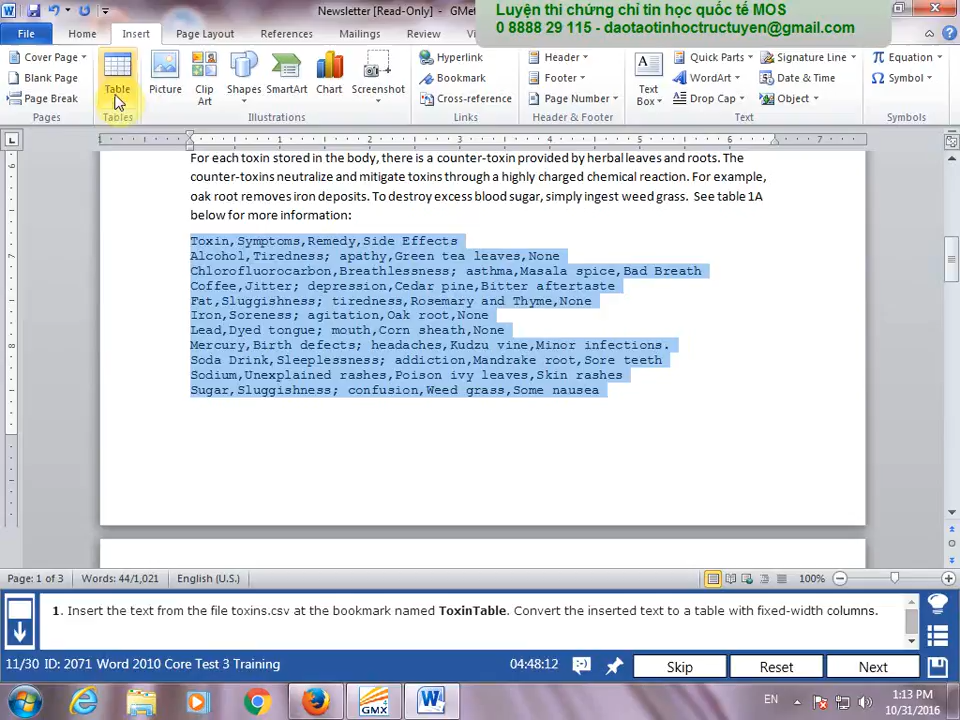 Newsletter [Read-Only] - GMet
Luyện thi chứng chỉ tin học quốc tế MOS
0 8888 29 115 - daotaotinhoctructuyen@gmail.com
File Home Insert Page Layout References Mailings Review
Cover Page
Blank Page
Page Break
Pages
Table
Tables
Picture
Clip Art
Shapes
SmartArt
Chart
Screenshot
Illustrations
Hyperlink
Bookmark
Cross-reference
Links
Header
Footer
Page Number
Header & Footer
Text Box
Quick Parts
WordArt
Drop Cap
Signature Line
Date & Time
Object
Text
Equation
Symbol
Symbols
For each toxin stored in the body, there is a counter-toxin provided by herbal leaves and roots. The
counter-toxins neutralize and mitigate toxins through a highly charged chemical reaction. For example,
oak root removes iron deposits. To destroy excess blood sugar, simply ingest weed grass.  See table 1A
below for more information:
Toxin,Symptoms,Remedy,Side Effects
Alcohol,Tiredness; apathy,Green tea leaves,None
Chlorofluorocarbon,Breathlessness; asthma,Masala spice,Bad Breath
Coffee,Jitter; depression,Cedar pine,Bitter aftertaste
Fat,Sluggishness; tiredness,Rosemary and Thyme,None
Iron,Soreness; agitation,Oak root,None
Lead,Dyed tongue; mouth,Corn sheath,None
Mercury,Birth defects; headaches,Kudzu vine,Minor infections.
Soda Drink,Sleeplessness; addiction,Mandrake root,Sore teeth
Sodium,Unexplained rashes,Poison ivy leaves,Skin rashes
Sugar,Sluggishness; confusion,Weed grass,Some nausea
Page: 1 of 3 Words: 44/1,021 English (U.S.) 100%
1. Insert the text from the file toxins.csv at the bookmark named ToxinTable. Convert the inserted text to a table with fixed-width columns.
11/30 ID: 2071 Word 2010 Core Test 3 Training 04:48:12 Skip Reset Next
EN 1:13 PM
10/31/2016